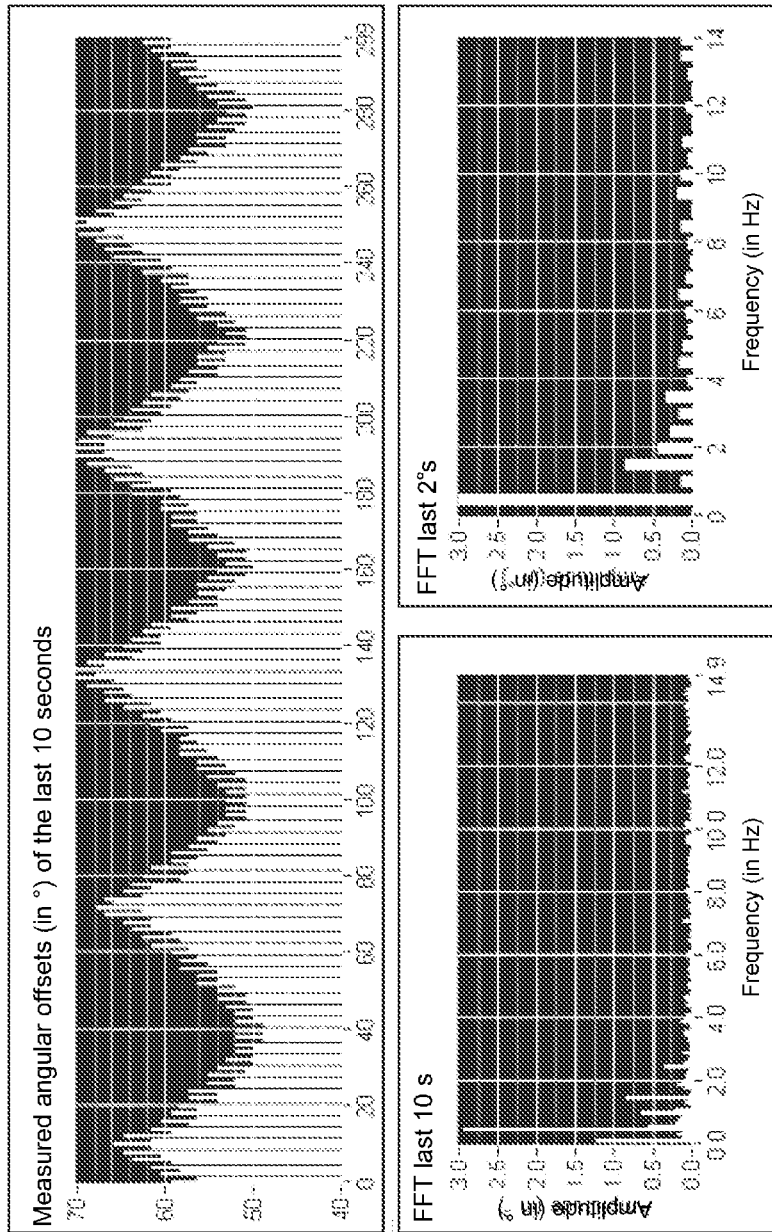 Measured angular offsets (in °) of the last 10 seconds
70
60
50
40
0 20 40 60 80 100 120 140 160 180 200 220 240 260 280 299
FFT last 10 s
Amplitude (in °)
3.0
2.5
2.0
1.5
1.0
0.5
0.0
0.0 2.0 4.0 6.0 8.0 10.0 12.0 14.9
Frequency (in Hz)
FFT last 2°s
Amplitude (in °)
3.0
2.5
2.0
1.5
1.0
0.5
0.0
0 2 4 6 8 10 12 14
Frequency (in Hz)